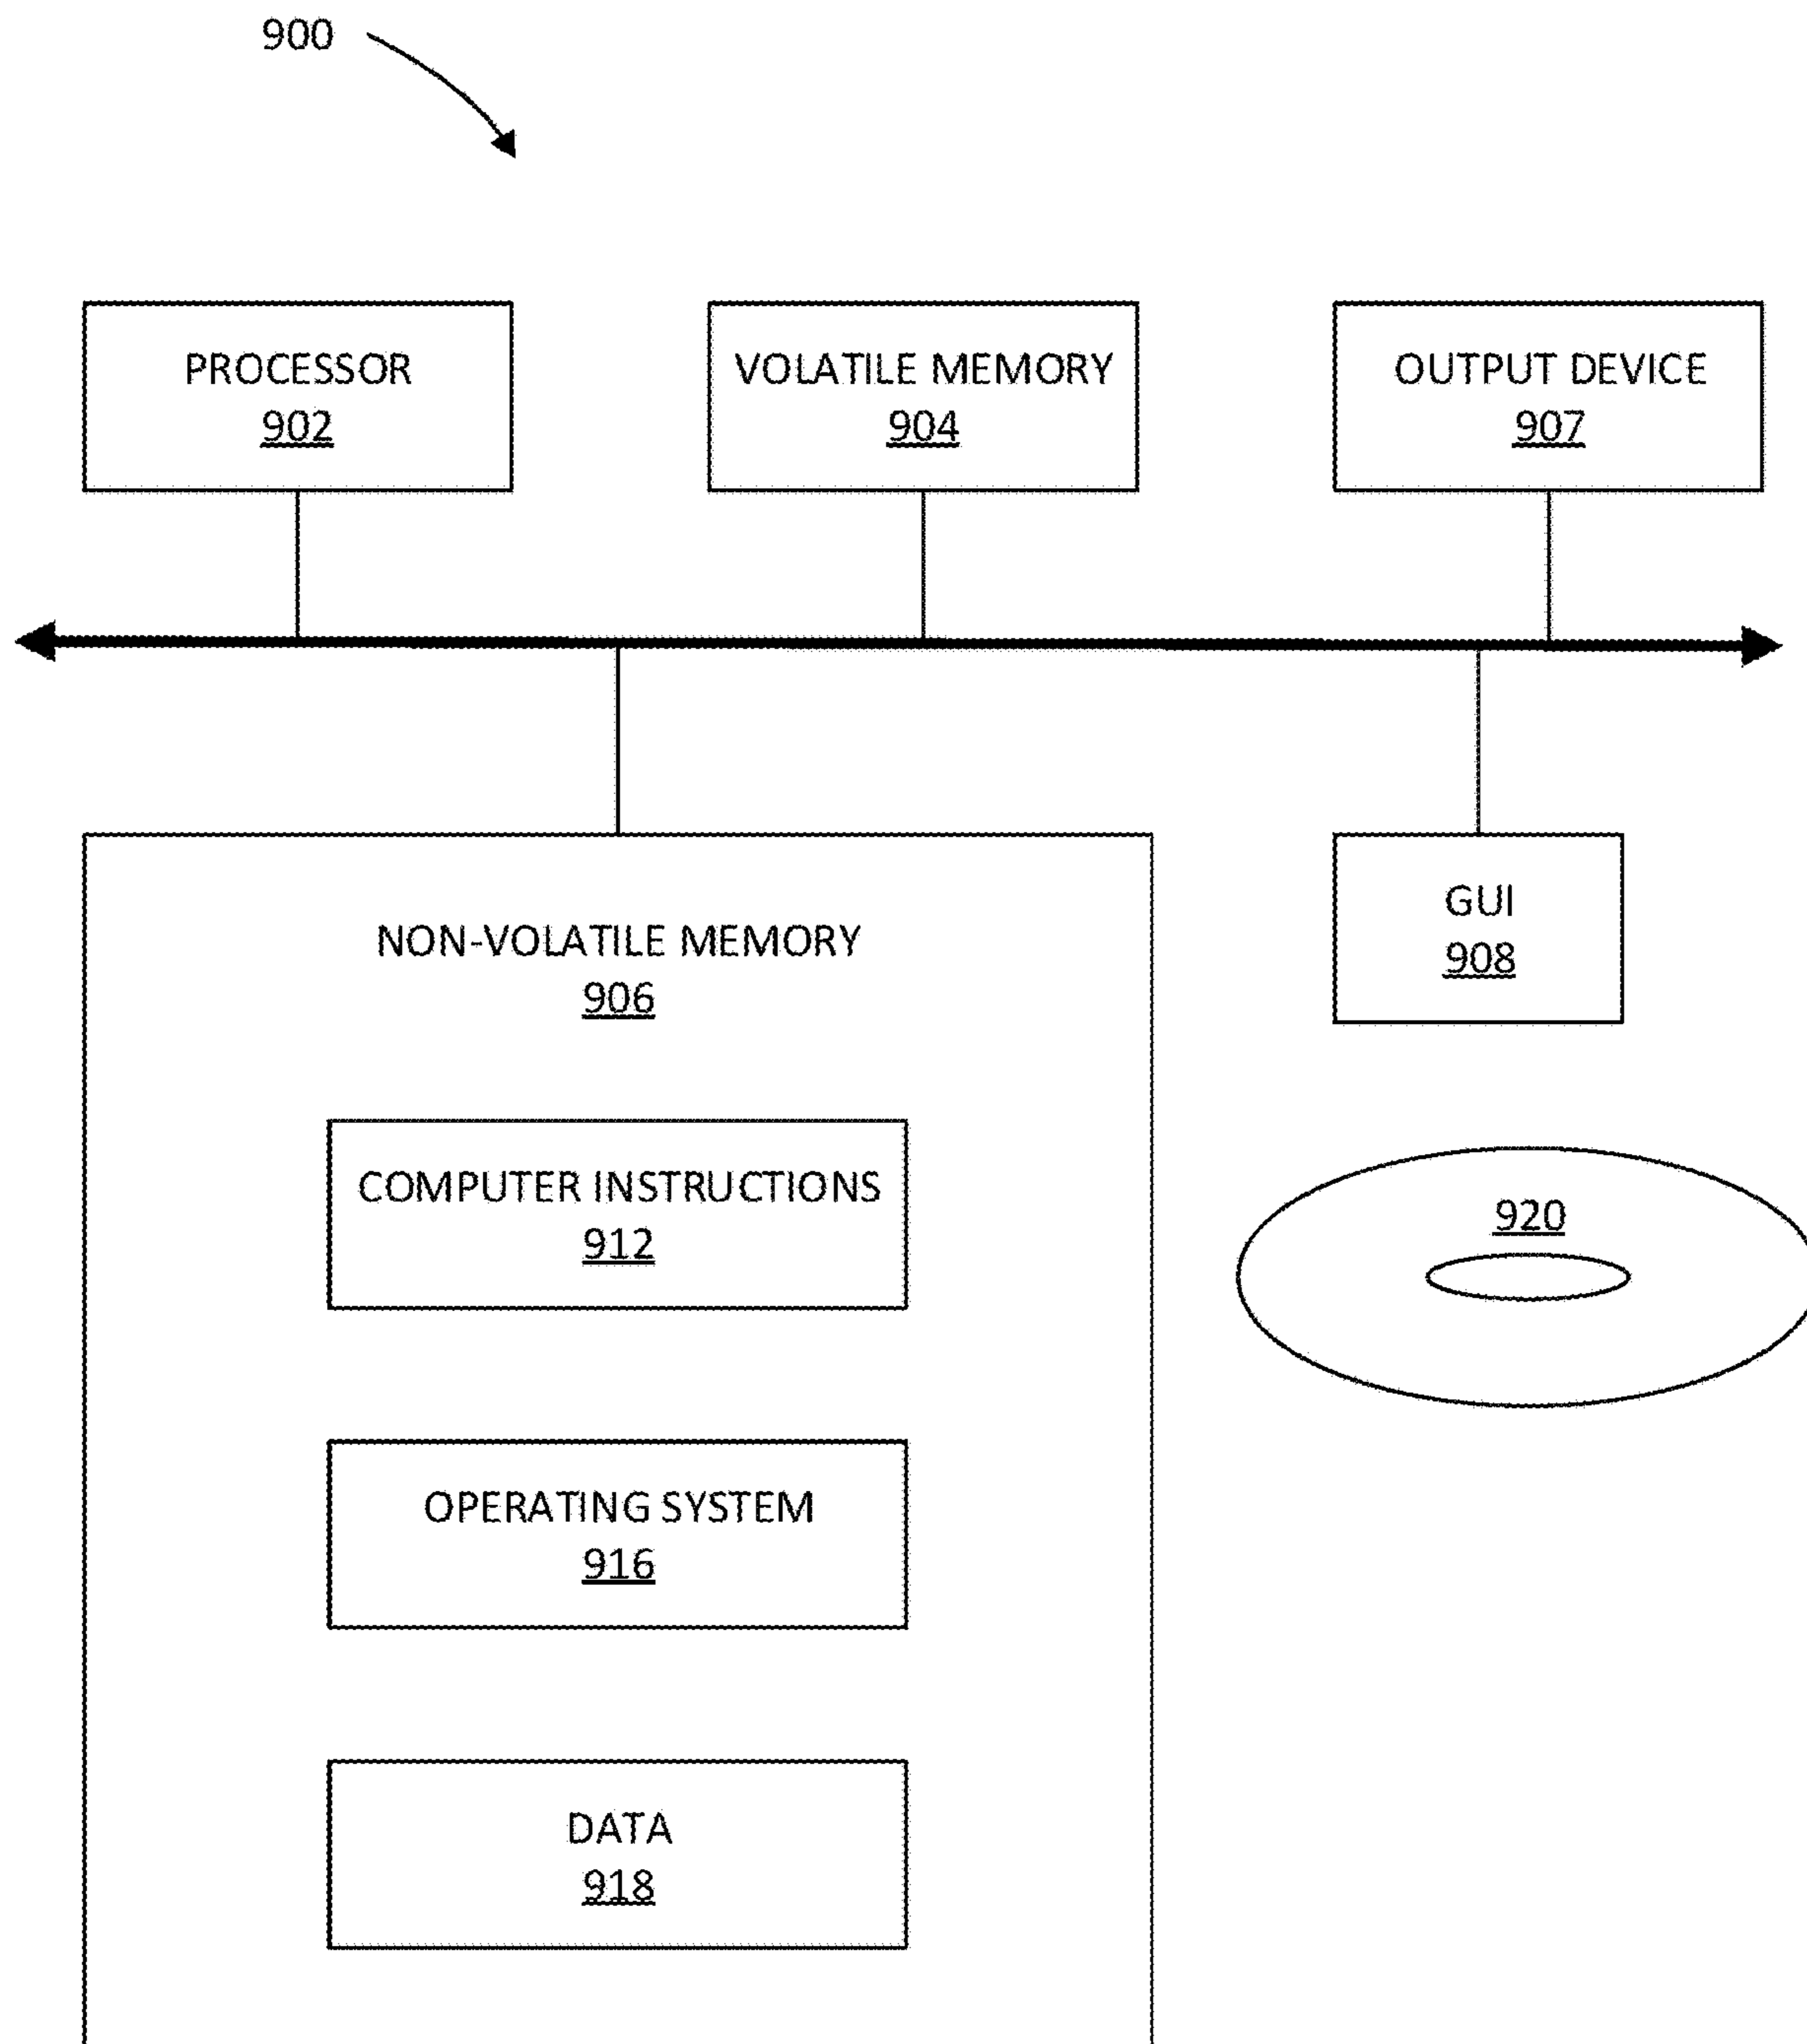 900
PROCESSOR
902
VOLATILE MEMORY
904
OUTPUT DEVICE
907
NON-VOLATILE MEMORY
906
GUI
908
COMPUTER INSTRUCTIONS
912
920
OPERATING SYSTEM
916
DATA
918